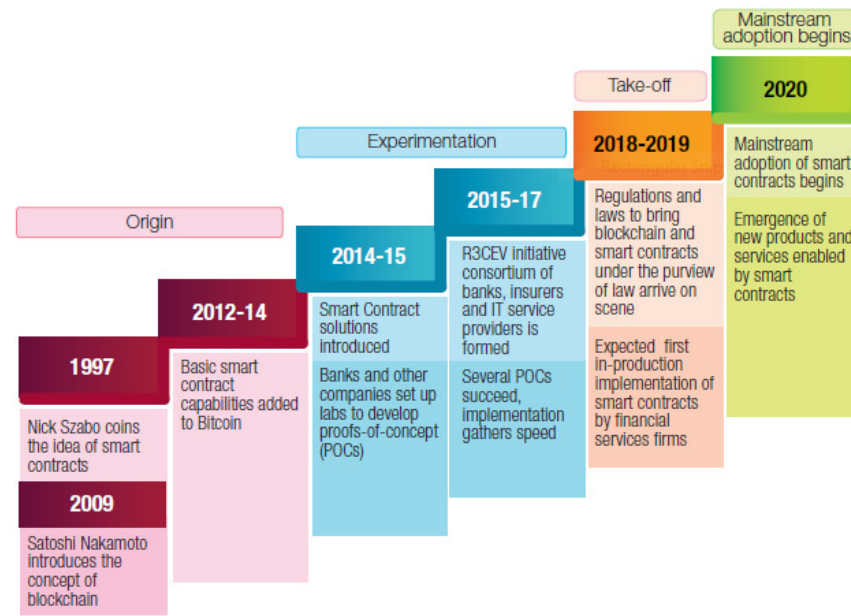 Origin
1997
Nick Szabo coins
the idea of smart
contracts
2009
Satoshi Nakamoto
introduces the
concept of
blockchain
2012-14
Basic smart
contract
capabilities added
to Bitcoin
Experimentation
2014-15
Smart Contract
solutions
introduced
Banks and other
companies set up
labs to develop
proofs-of-concept
(POCs)
2015-17
R3CEV initiative
consortium of
banks, insurers
and IT service
providers is
formed
Several POCs
succeed,
implementation
gathers speed
Take-off
2018-2019
Regulations and
laws to bring
blockchain and
smart contracts
under the purview
of law arrive on
scene
Expected first
in-production
implementation of
smart contracts
by financial
services firms
Mainstream
adoption begins
2020
Mainstream
adoption of smart
contracts begins
Emergence of
new products and
services enabled
by smart
contracts